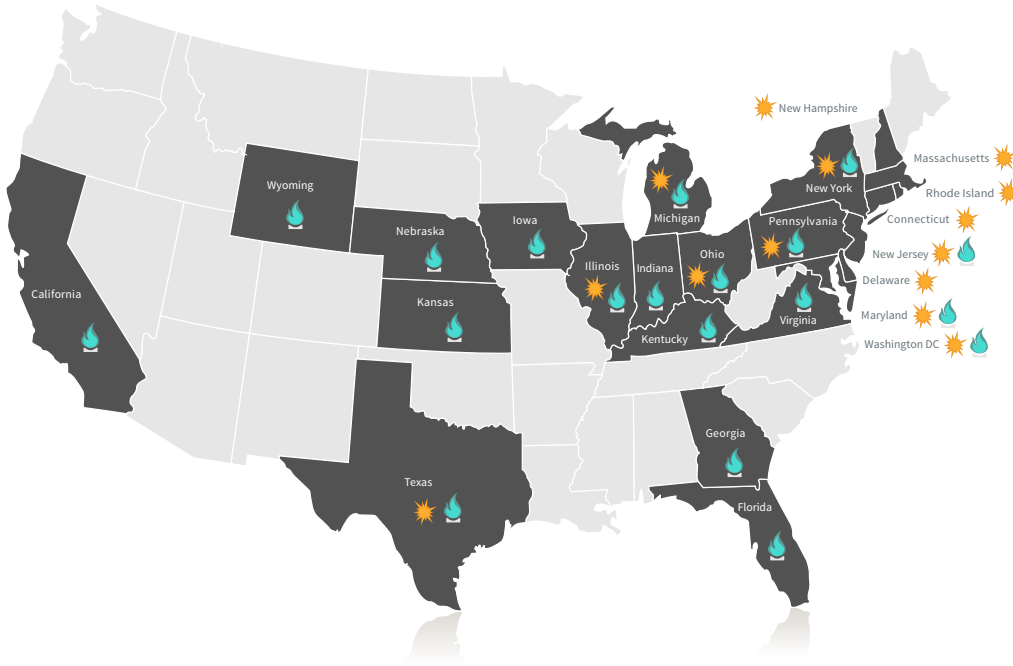 New Hampshire
Massachusetts
Wyoming
New York
Rhode Island
Michigan
Iowa
Connecticut
Pennsylvania
Nebraska
New Jersey
Ohio
Illinois
Indiana
Delaware
California
Kansas
Maryland
Virginia
Kentucky
Washington DC
Georgia
Texas
Florida